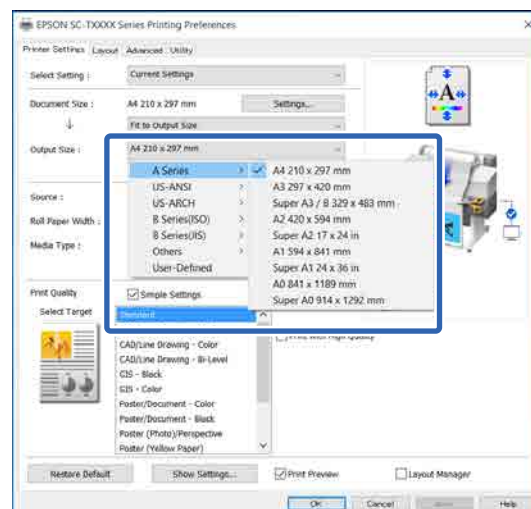 EPSON SC-TXXXX Series Printing Preferences
Printer Settings Layout Advanced Utility
Select Setting : Current Settings
Document Size : A4 210 x 297 mm Settings...
Fit to Output Size
Output Size : A4 210 x 297 mm
A Series
US-ANSI
US-ARCH
B Series(ISO)
B Series(JIS)
Others
User-Defined
A4 210 x 297 mm
A3 297 x 420 mm
Super A3 / B 329 x 483 mm
A2 420 x 594 mm
Super A2 17 x 24 in
A1 594 x 841 mm
Super A1 24 x 36 in
A0 841 x 1189 mm
Super A0 914 x 1292 mm
Source :
Roll Paper Width :
Media Type :
Print Quality Simple Settings
Select Target Standard
Print with High Quality
CAD/Line Drawing - Color
CAD/Line Drawing - Bi-Level
GIS - Block
GIS - Color
Poster/Document - Color
Poster/Document - Block
Poster (Photo)/Perspective
Poster (Yellow Paper)
Restore Default Show Settings... Print Preview Layout Manager
OK Cancel Help
A